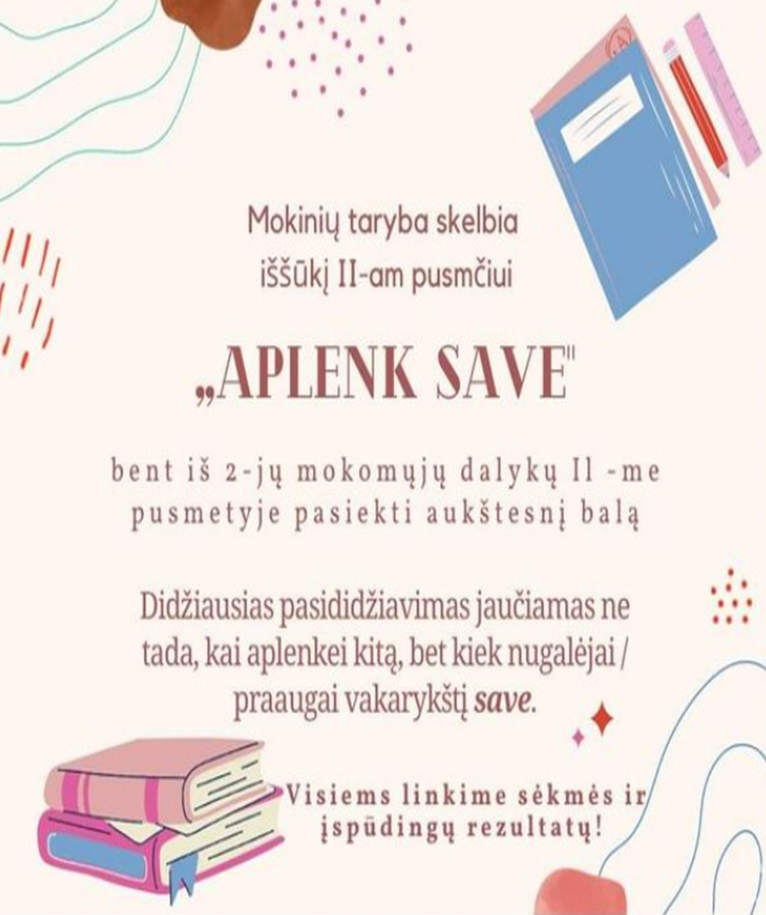 Mokinių taryba skelbia
iššūkį II-am pusmčiui
„APLENK SAVE"
bent iš 2-jų mokomųjų dalykų Il -me
pusmetyje pasiekti aukštesnį balą
Didžiausias pasididžiavimas jaučiamas ne
tada, kai aplenkei kitą, bet kiek nugalėjai /
praaugai vakarykštį save.
Visiems linkime sėkmės ir
įspūdingų rezultatų!